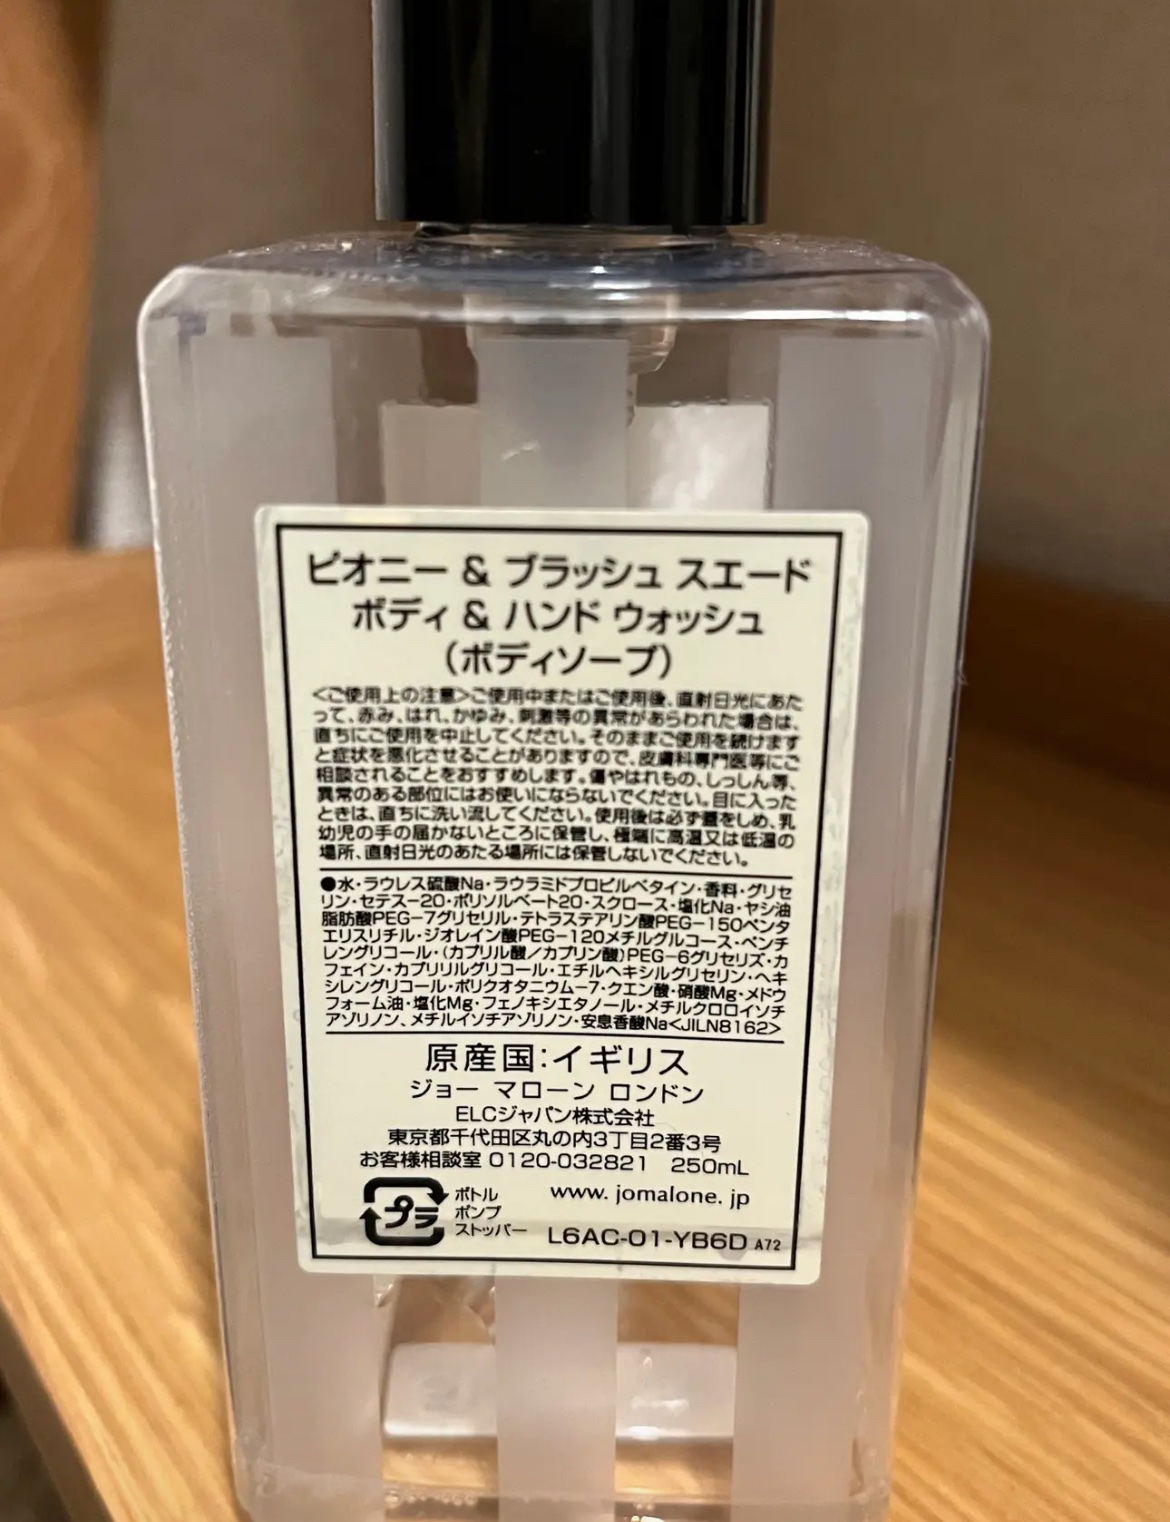 ピオニー & ブラッシュ スエード
ボディ & ハンド ウォッシュ
(ボディソープ)
<ご使用上の注意>ご使用中またはご使用後、直射日光にあた
って、赤み、はれ、かゆみ、刺激等の異常があらわれた場合は、
直ちにご使用を中止してください。そのままご使用を続けます
と症状を悪化させることがありますので、皮膚科専門医等にご
相談されることをおすすめします。傷やはれもの、しっしん等、
異常のある部位にはお使いにならないでください。目に入った
ときは、直ちに洗い流してください。使用後は必ず蓋をしめ、乳
幼児の手の届かないところに保管し、極端に高温又は低温の
場所、直射日光のあたる場所には保管しないでください。
●水・ラウレス硫酸Na・ラウラミドプロピルベタイン・香料・グリセ
リン・セテス-20・ポリソルベート20・スクロース・塩化Na・ヤシ油
脂肪酸PEG-7グリセリル・テトラステアリン酸PEG-150ペンタ
エリスリチル・ジオレイン酸PEG-120メチルグルコース・ペンチ
レングリコール・(カプリル酸/カプリン酸)PEG-6グリセリズ・カ
フェイン・カプリリルグリコール・エチルヘキシルグリセリン・ヘキ
シレングリコール・ポリクオタニウム-7・クエン酸・硝酸Mg・メドウ
フォーム油・塩化Mg・フェノキシエタノール・メチルクロロイソチ
アゾリノン、メチルイソチアゾリノン・安息香酸Na<JILN8162>
原産国:イギリス
ジョー マローン ロンドン
ELCジャパン株式会社
東京都千代田区丸の内3丁目2番3号
お客様相談室 0120-032821 250mL
プラ
ボトル
ポンプ
ストッパー
www. jomalone. jp
L6AC-01-YB6D A72